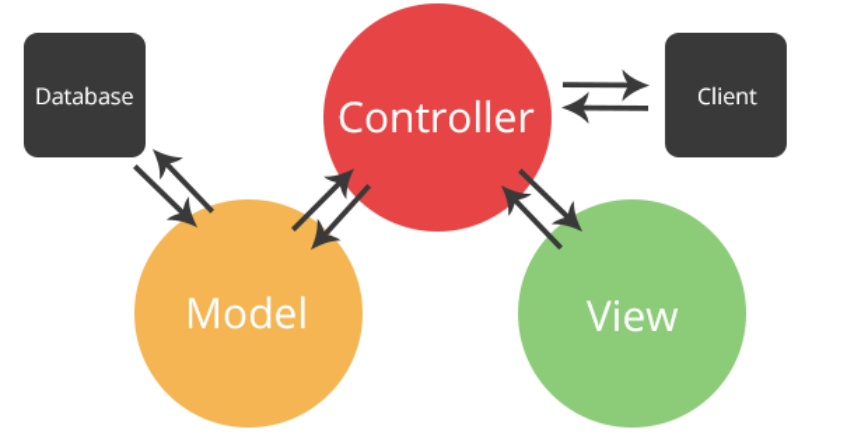 Database
Controller
Client
Model
View